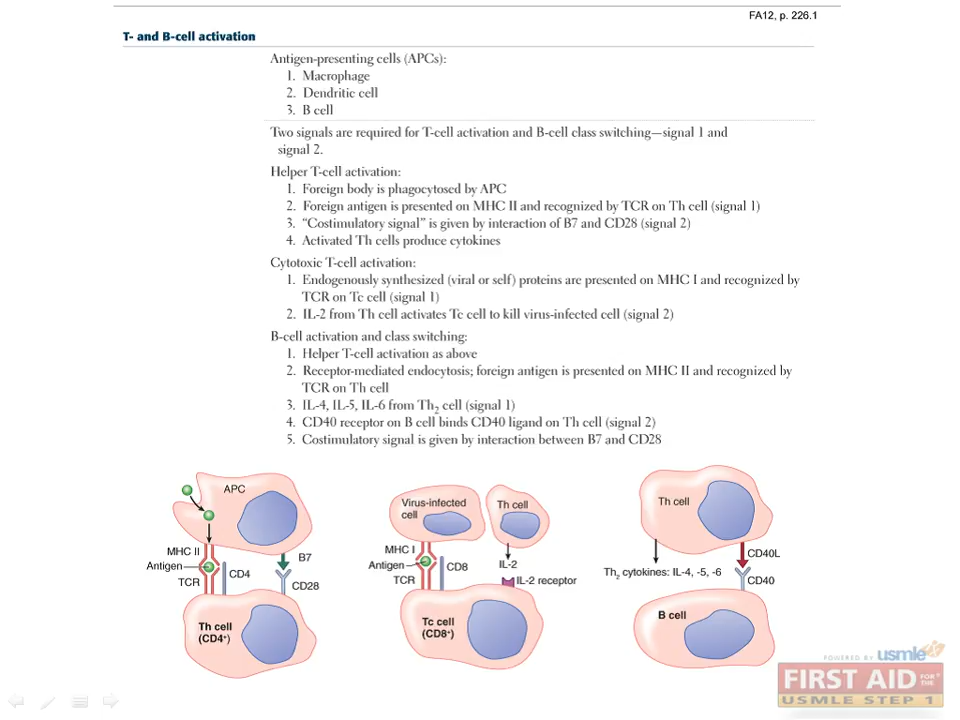 FA12, p. 226.1
T- and B-cell activation
Antigen-presenting cells (APCs):
1. Macrophage
2. Dendritic cell
3. B cell
Two signals are required for T-cell activation and B-cell class switching—signal 1 and
signal 2.
Helper T-cell activation:
1. Foreign body is phagocytosed by APC
2. Foreign antigen is presented on MHC II and recognized by TCR on Th cell (signal 1)
3. “Costimulatory signal” is given by interaction of B7 and CD28 (signal 2)
4. Activated Th cells produce cytokines
Cytotoxic T-cell activation:
1. Endogenously synthesized (viral or self) proteins are presented on MHC I and recognized by
TCR on Tc cell (signal 1)
2. IL-2 from Th cell activates Tc cell to kill virus-infected cell (signal 2)
B-cell activation and class switching:
1. Helper T-cell activation as above
2. Receptor-mediated endocytosis; foreign antigen is presented on MHC II and recognized by
TCR on Th cell
3. IL-4, IL-5, IL-6 from Th2 cell (signal 1)
4. CD40 receptor on B cell binds CD40 ligand on Th cell (signal 2)
5. Costimulatory signal is given by interaction between B7 and CD28
APC
MHC II
Antigen
TCR
CD4
B7
CD28
Th cell
(CD4+)
Virus-infected
cell
Th cell
MHC I
Antigen
TCR
CD8
IL-2
IL-2 receptor
Tc cell
(CD8+)
Th cell
CD40L
Th2 cytokines: IL-4, -5, -6
CD40
B cell
POWERED BY usmle
FIRST AID FOR THE
USMLE STEP 1